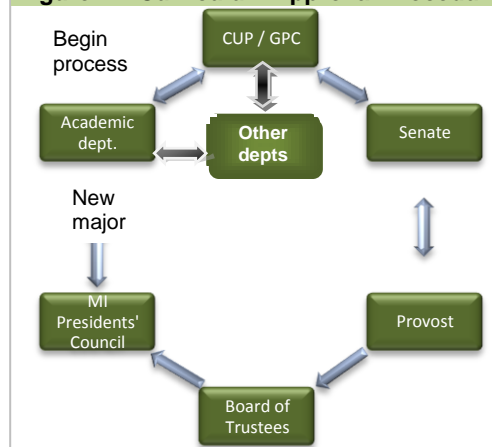 Begin
process
CUP / GPC
Academic
dept.
Other
depts
Senate
New
major
MI
Presidents'
Council
Provost
Board of
Trustees